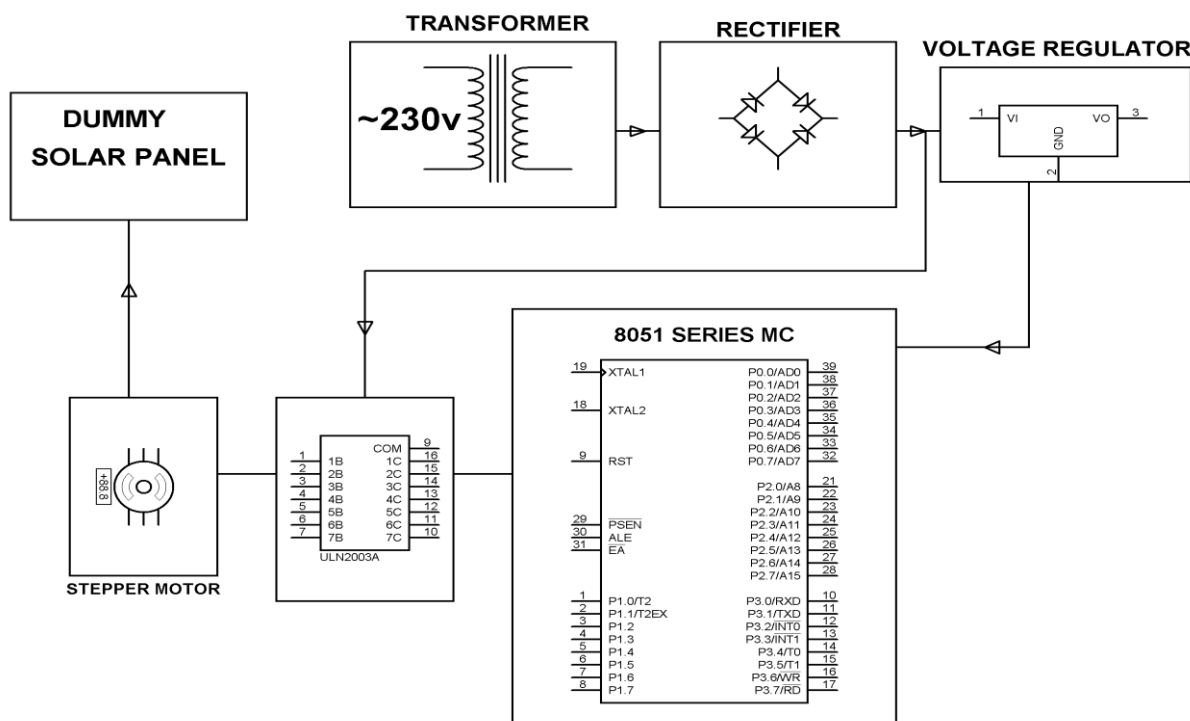 TRANSFORMER
RECTIFIER
VOLTAGE REGULATOR
DUMMY
SOLAR PANEL
~230v
1
VI
VO
3
GND
2
8051 SERIES MC
19
XTAL1
18
XTAL2
9
RST
29
PSEN
30
ALE
31
EA
1
P1.0/T2
2
P1.1/T2EX
3
P1.2
4
P1.3
5
P1.4
6
P1.5
7
P1.6
8
P1.7
P0.0/AD0
39
P0.1/AD1
38
P0.2/AD2
37
P0.3/AD3
36
P0.4/AD4
35
P0.5/AD5
34
P0.6/AD6
33
P0.7/AD7
32
P2.0/A8
21
P2.1/A9
22
P2.2/A10
23
P2.3/A11
24
P2.4/A12
25
P2.5/A13
26
P2.6/A14
27
P2.7/A15
28
P3.0/RXD
10
P3.1/TXD
11
P3.2/INT0
12
P3.3/INT1
13
P3.4/T0
14
P3.5/T1
15
P3.6/WR
16
P3.7/RD
17
+88.8
STEPPER MOTOR
COM
9
1
1B
1C
16
2
2B
2C
15
3
3B
3C
14
4
4B
4C
13
5
5B
5C
12
6
6B
6C
11
7
7B
7C
10
ULN2003A